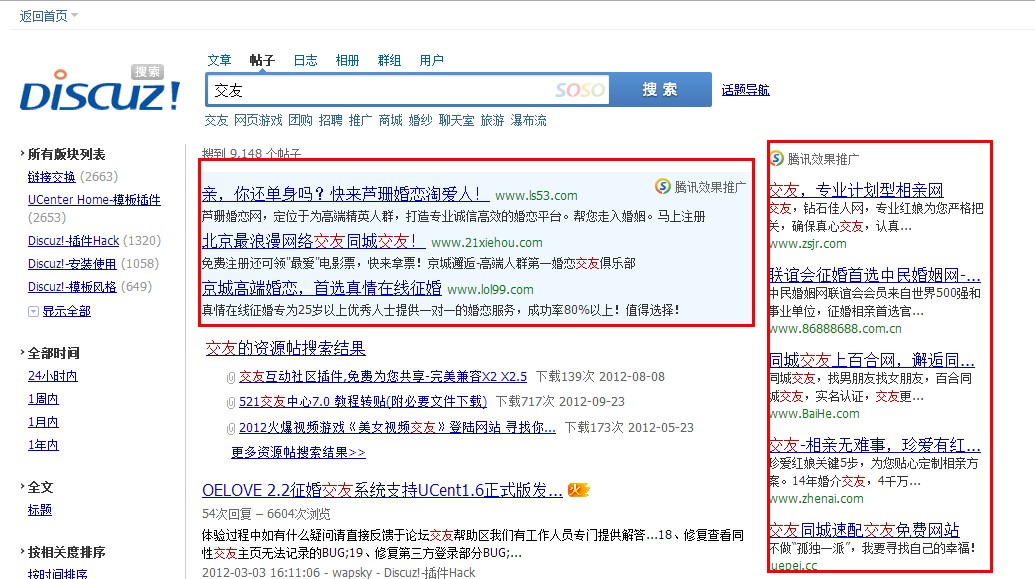 返回首页
文章 帖子 日志 相册 群组 用户
搜索
DISCUZ!
交友
SOSO
搜 索
话题导航
交友 网页游戏 团购 招聘 推广 商城 婚纱 聊天室 旅游 瀑布流
所有版块列表
链接交换 (2663)
UCenter Home-模板插件
(2653)
Discuz!-插件Hack (1320)
Discuz!-安装使用 (1058)
Discuz!-模板风格 (649)
显示全部
全部时间
24小时内
1周内
1月内
1年内
全文
标题
按相关度排序
按时间排序
搜到 9,148 个帖子
腾讯效果推广
亲，你还单身吗？快来芦珊婚恋淘爱人！ www.ls53.com
芦珊婚恋网，定位于为高端精英人群，打造专业诚信高效的婚恋平台。帮您走入婚姻。马上注册
北京最浪漫网络交友同城交友！ www.21xiehou.com
免费注册还可领"最爱"电影票，快来拿票！京城邂逅-高端人群第一婚恋交友俱乐部
京城高端婚恋，首选真情在线征婚 www.lol99.com
真情在线征婚专为25岁以上优秀人士提供一对一的婚恋服务，成功率80%以上！值得选择！
交友的资源帖搜索结果
交友互动社区插件,免费为您共享-完美兼容X2 X2.5 下载139次 2012-08-08
521交友中心7.0 教程转贴(附必要文件下载) 下载717次 2012-09-23
2012火爆视频游戏《美女视频交友》登陆网站 寻找你... 下载173次 2012-05-23
更多资源帖搜索结果>>
OELOVE 2.2征婚交友系统支持UCent1.6正式版发... 火
54次回复 – 6604次浏览
体验过程中如有什么疑问请直接反馈于论坛交友帮助区我们有工作人员专门提供解答...18、修复查看同
性交友主页无法记录的BUG;19、修复第三方登录部分BUG;...
2012-03-03 16:11:06 - wapsky - Discuz!-插件Hack
腾讯效果推广
交友，专业计划型相亲网
交友，钻石佳人网，专业红娘为您严格把
关，确保真心交友，认真...
www.zsjr.com
联谊会征婚首选中民婚姻网-...
中民婚姻网联谊会会员来自世界500强和
事业单位，征婚相亲首选官...
www.86888688.com.cn
同城交友上百合网，邂逅同...
同城交友，找男朋友找女朋友，百合同
城交友，实名认证，交友更...
www.BaiHe.com
交友-相亲无难事，珍爱有红...
珍爱红娘关键5步，为您贴心定制相亲方
案。14年婚介交友，4千万...
www.zhenai.com
交友同城速配交友免费网站
不做"孤独一派"，我要寻找自己的幸福！
uepei.cc